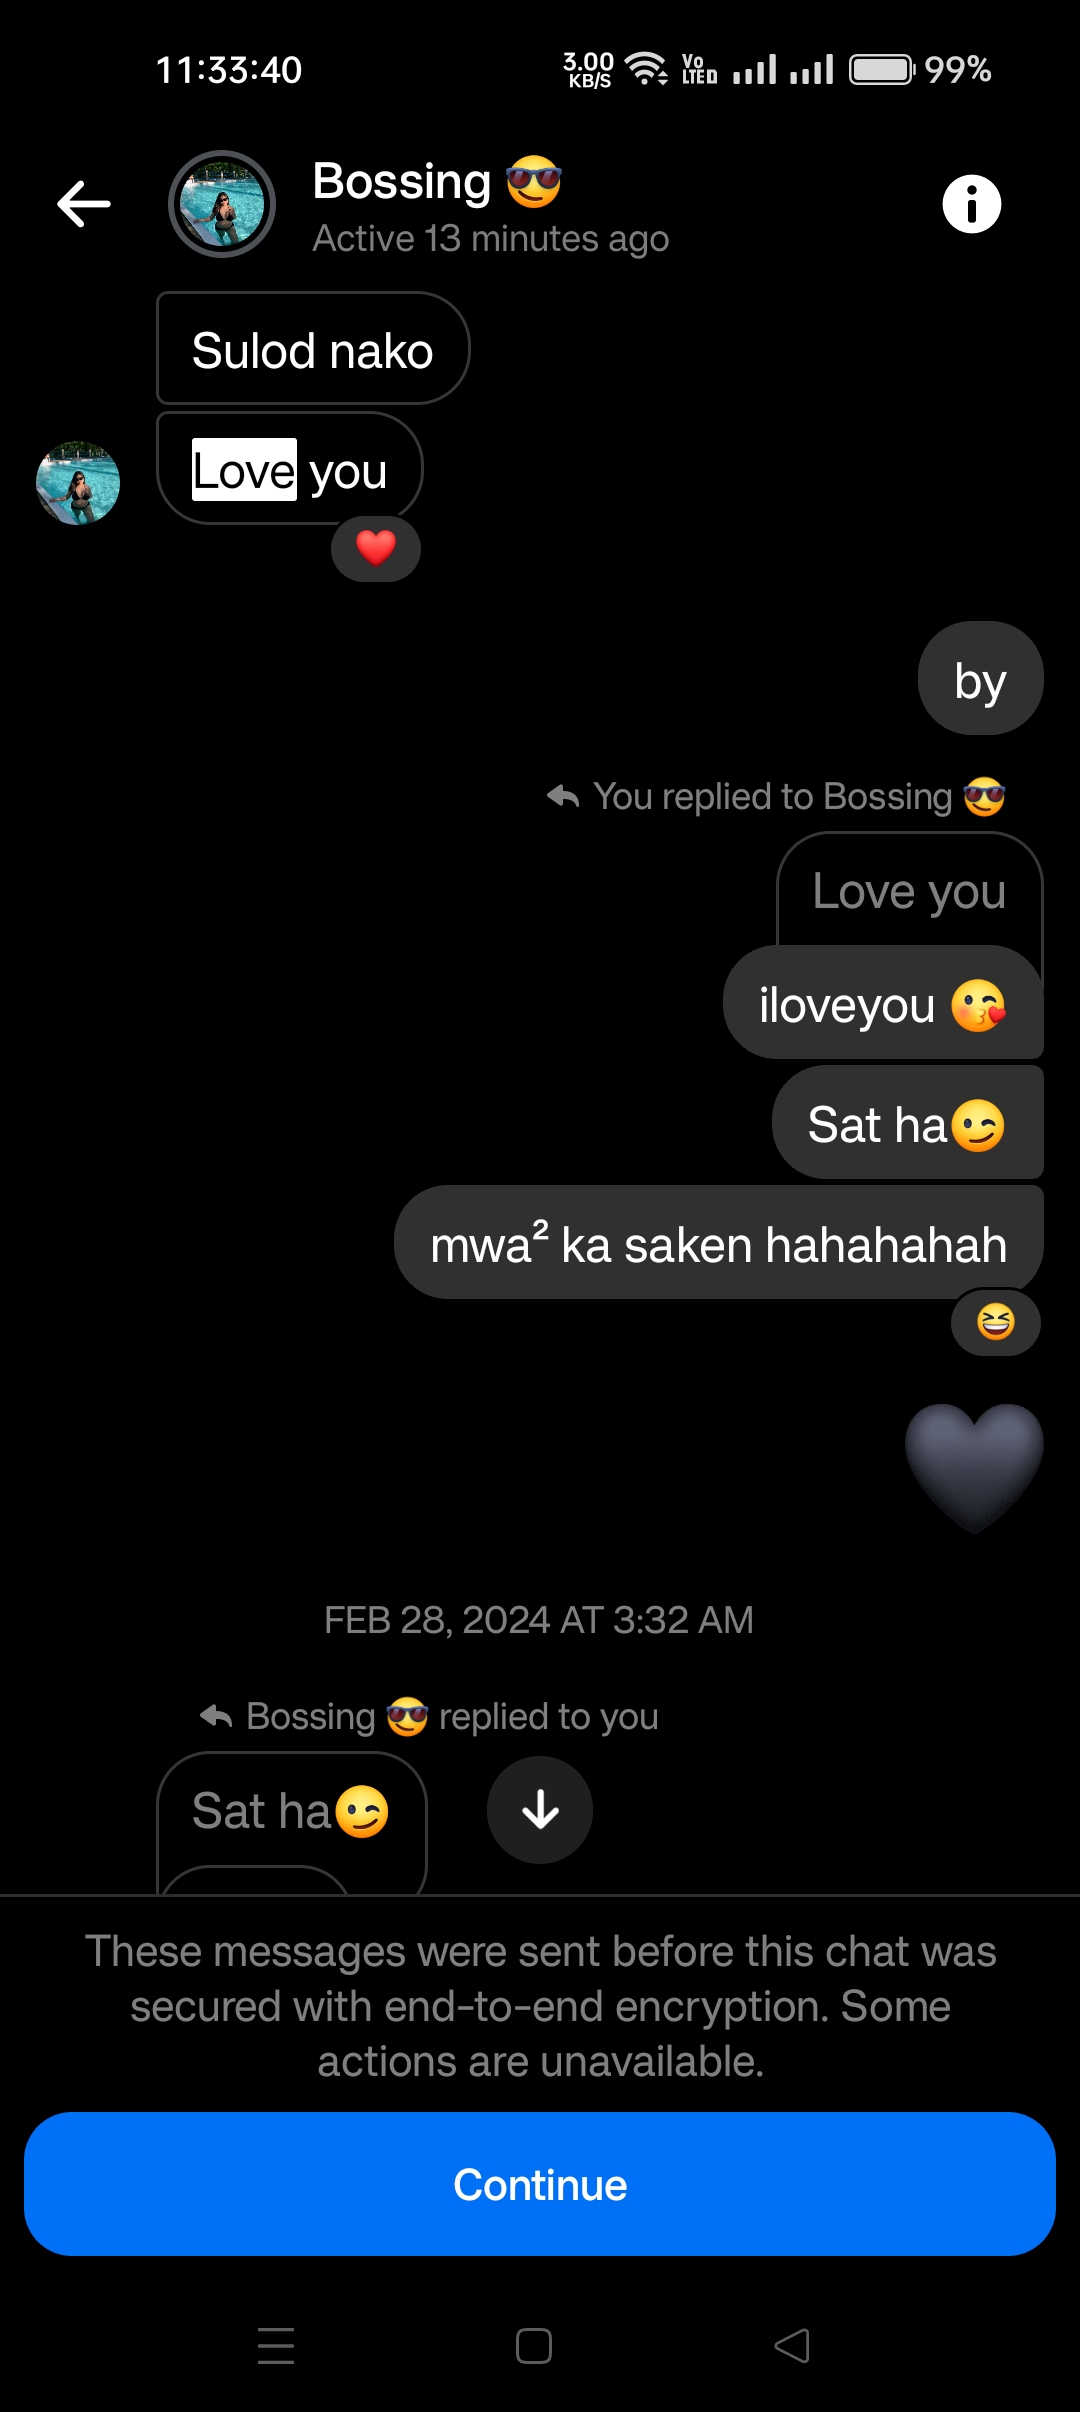 11:33:40
3.00 KB/S Vo LTE 99%
Bossing 😎
Active 13 minutes ago
Sulod nako
Love you
❤️
by
You replied to Bossing 😎
Love you
iloveyou 😘
Sat ha😉
mwa² ka saken hahahahah
😆
🖤
FEB 28, 2024 AT 3:32 AM
Bossing 😎 replied to you
Sat ha😉
These messages were sent before this chat was
secured with end-to-end encryption. Some
actions are unavailable.
Continue